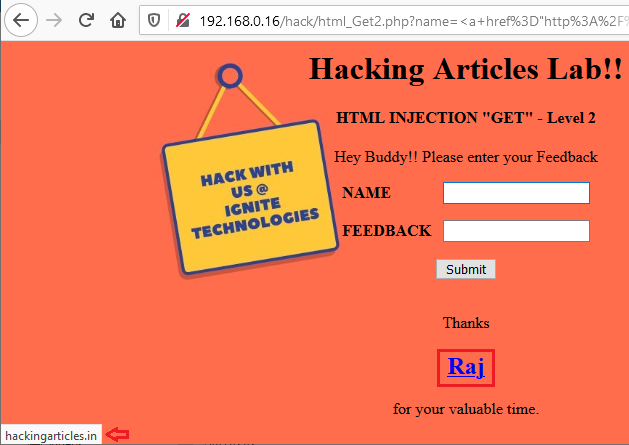 192.168.0.16/hack/html_Get2.php?name=<a+href%3D"http%3A%2F%
Hacking Articles Lab!!
HTML INJECTION "GET" - Level 2
HACK WITH
US @
IGNITE
TECHNOLOGIES
Hey Buddy!! Please enter your Feedback
NAME
FEEDBACK
Submit
Thanks
Raj
for your valuable time.
hackingarticles.in